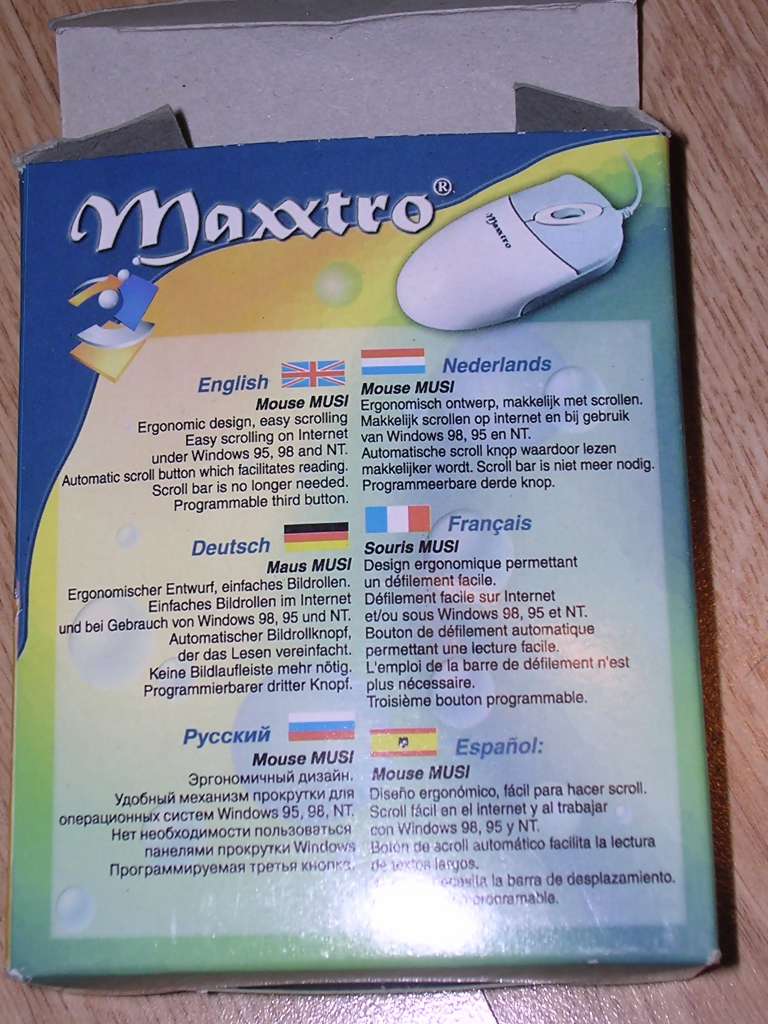 Maxxtro®
Maxxtro
English
Mouse MUSI
Ergonomic design, easy scrolling
Easy scrolling on Internet
under Windows 95, 98 and NT.
Automatic scroll button which facilitates reading.
Scroll bar is no longer needed.
Programmable third button.
Nederlands
Mouse MUSI
Ergonomisch ontwerp, makkelijk met scrollen.
Makkelijk scrollen op internet en bij gebruik
van Windows 98, 95 en NT.
Automatische scroll knop waardoor lezen
makkelijker wordt. Scroll bar is niet meer nodig.
Programmeerbare derde knop.
Deutsch
Maus MUSI
Ergonomischer Entwurf, einfaches Bildrollen.
Einfaches Bildrollen im Internet
und bei Gebrauch von Windows 98, 95 und NT.
Automatischer Bildrollknopf,
der das Lesen vereinfacht.
Keine Bildlaufleiste mehr nötig.
Programmierbarer dritter Knopf.
Français
Souris MUSI
Design ergonomique permettant
un défilement facile.
Défilement facile sur Internet
et/ou sous Windows 98, 95 et NT.
Bouton de défilement automatique
permettant une lecture facile.
L'emploi de la barre de défilement n'est
plus nécessaire.
Troisième bouton programmable.
Русский
Mouse MUSI
Эргономичный дизайн.
Удобный механизм прокрутки для
операционных систем Windows 95, 98, NT.
Нет необходимости пользоваться
панелями прокрутки Windows
Программируемая третья кнопка.
Español:
Mouse MUSI
Diseño ergonómico, fácil para hacer scroll.
Scroll fácil en el internet y al trabajar
con Windows 98, 95 y NT.
Botón de scroll automático facilita la lectura
de textos largos.
la barra de desplazamiento.